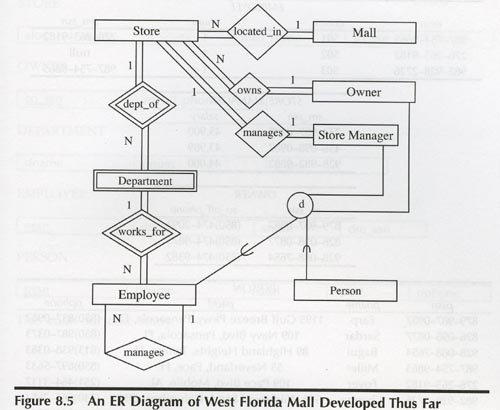 Store
N
located_in
1
Mall
N
1
dept_of
owns
1
Owner
1
manages
1
Store Manager
N
Department
d
1
works_for
N
Employee
Person
N
1
manages
Figure 8.5 An ER Diagram of West Florida Mall Developed Thus Far